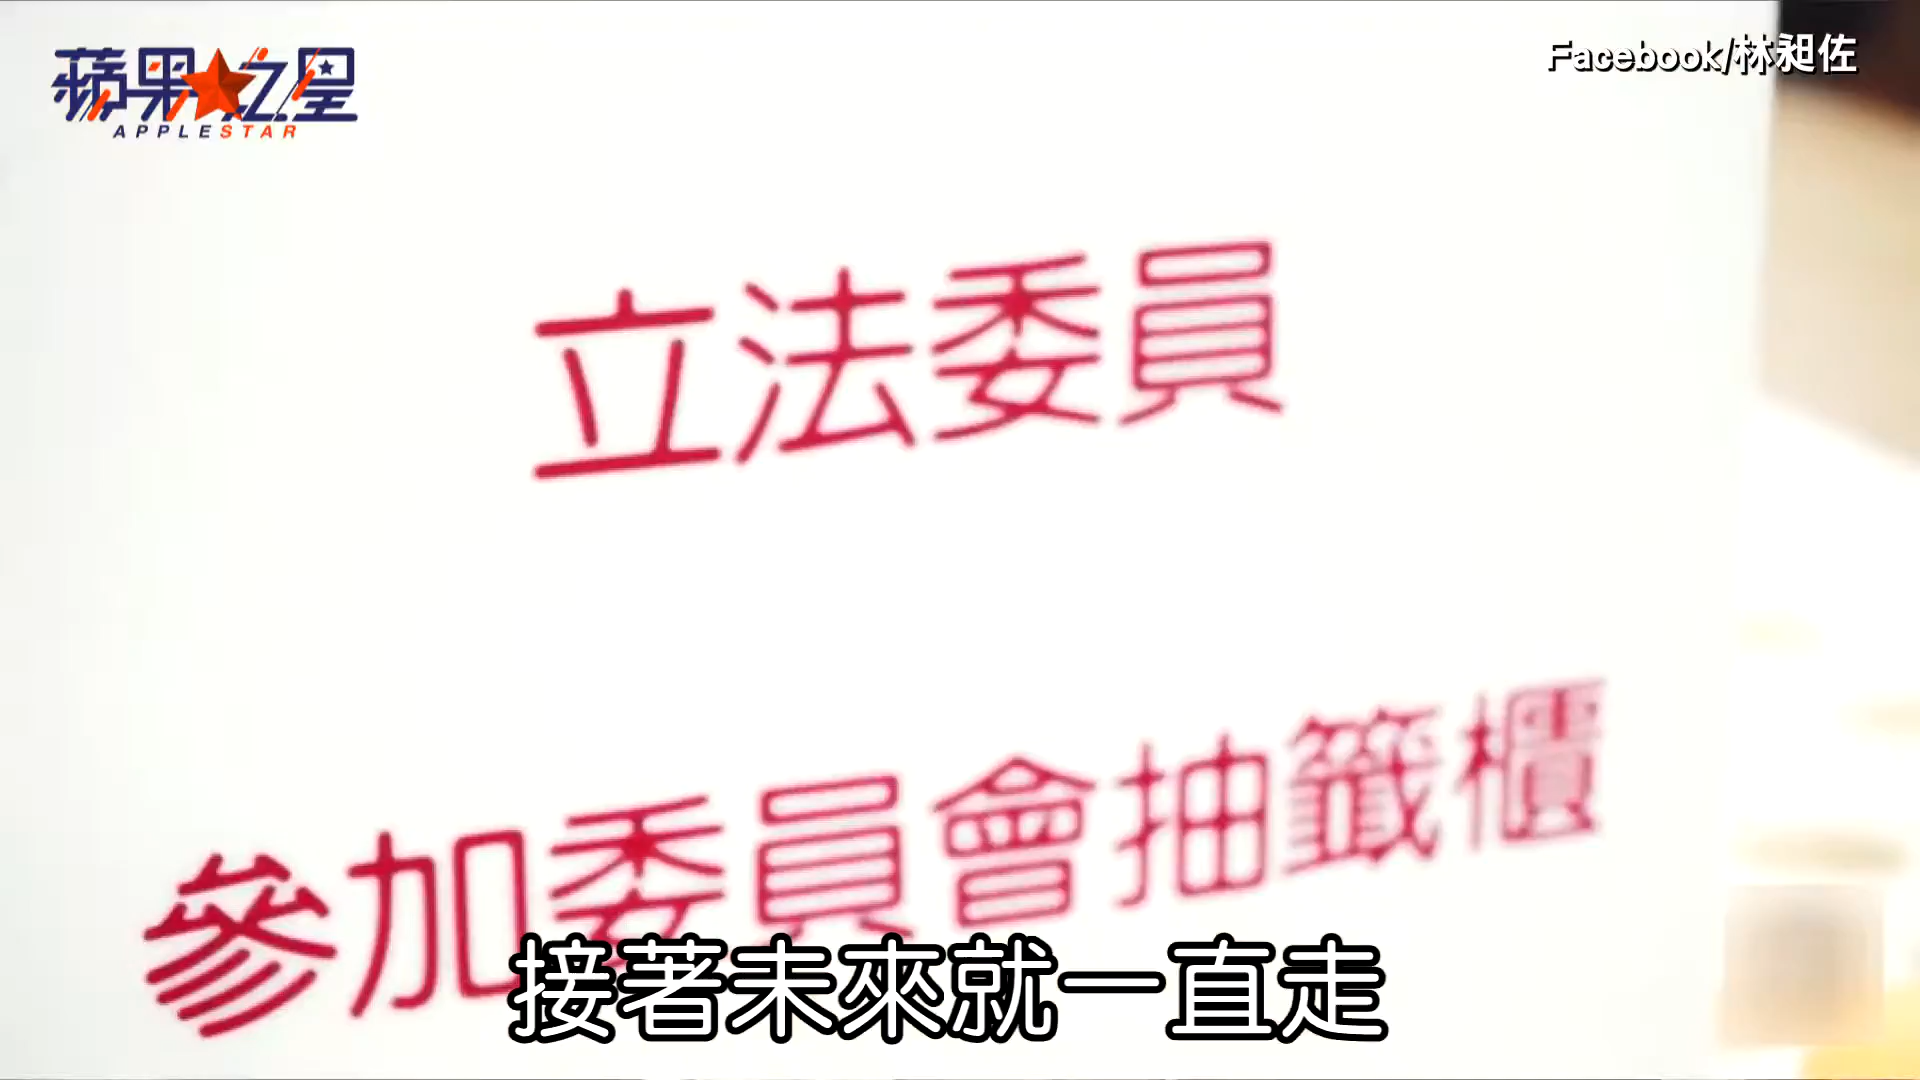 蘋果之星
APPLESTAR
Facebook/林昶佐
立法委員
參加委員會抽籤櫃
接著未來就一直走